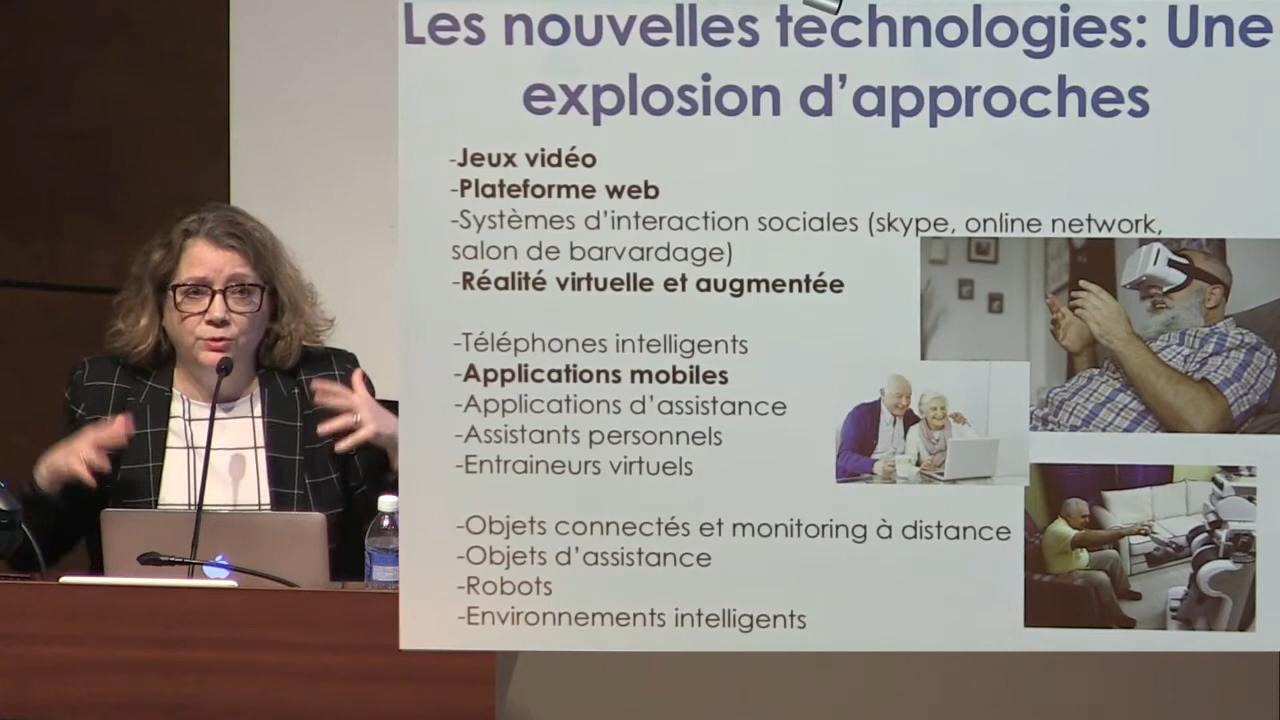 Les nouvelles technologies: Une
explosion d'approches
-Jeux vidéo
-Plateforme web
-Systèmes d'interaction sociales (skype, online network,
salon de barvardage)
-Réalité virtuelle et augmentée
-Téléphones intelligents
-Applications mobiles
-Applications d'assistance
-Assistants personnels
-Entraineurs virtuels
-Objets connectés et monitoring à distance
-Objets d'assistance
-Robots
-Environnements intelligents